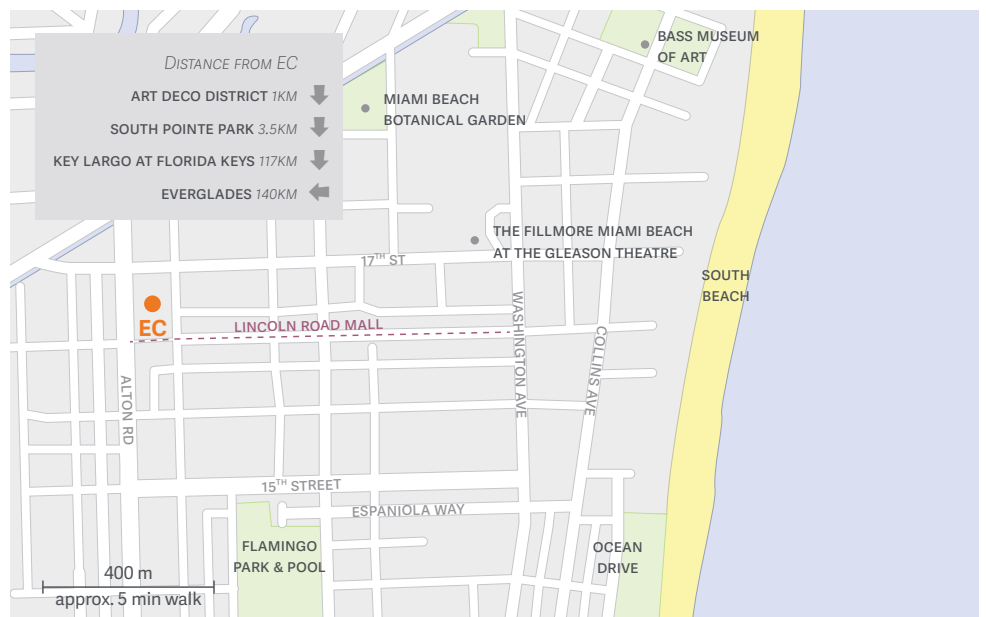 Distance from EC
ART DECO DISTRICT 1KM
SOUTH POINTE PARK 3.5KM
KEY LARGO AT FLORIDA KEYS 117KM
EVERGLADES 140KM
BASS MUSEUM
OF ART
MIAMI BEACH
BOTANICAL GARDEN
THE FILLMORE MIAMI BEACH
AT THE GLEASON THEATRE
17TH ST
SOUTH
BEACH
EC
LINCOLN ROAD MALL
WASHINGTON AVE
COLLINS AVE
ALTON RD
15TH STREET
ESPANIOLA WAY
FLAMINGO
PARK & POOL
OCEAN
DRIVE
400 m
approx. 5 min walk